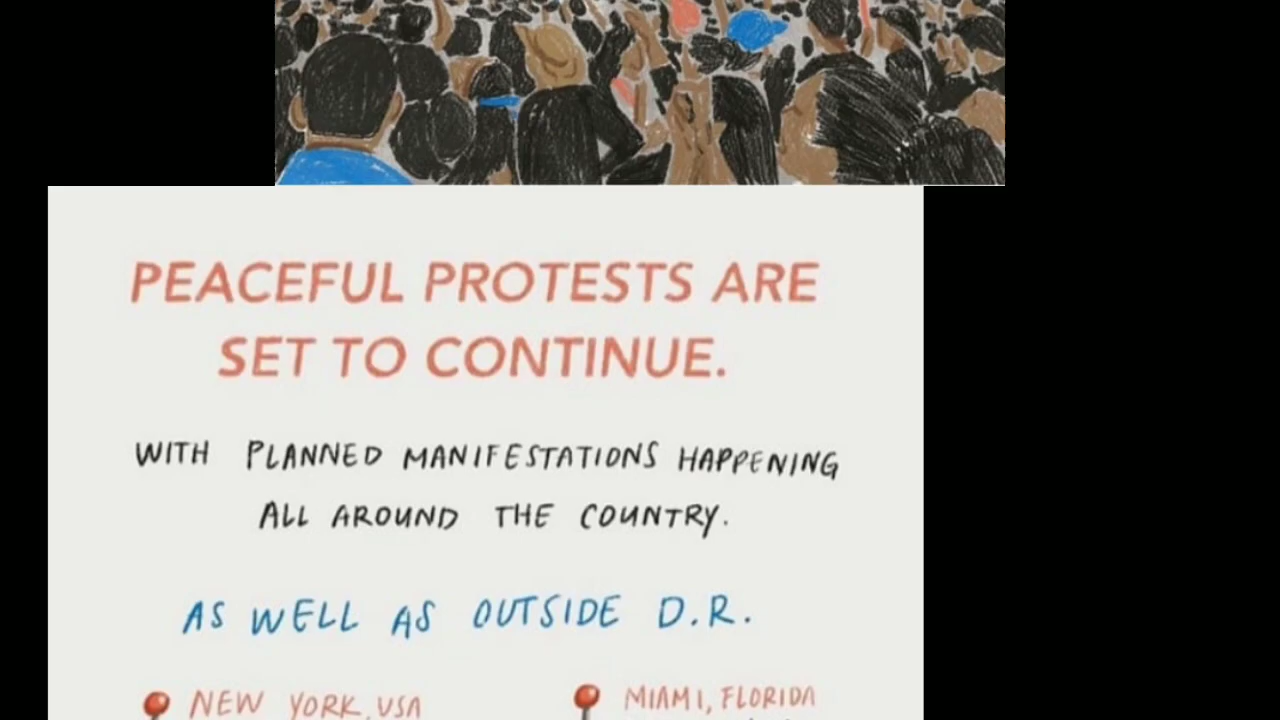 PEACEFUL PROTESTS ARE
SET TO CONTINUE.
WITH PLANNED MANIFESTATIONS HAPPENING
ALL AROUND THE COUNTRY.
AS WELL AS OUTSIDE D.R.
NEW YORK, USA
MIAMI, FLORIDA